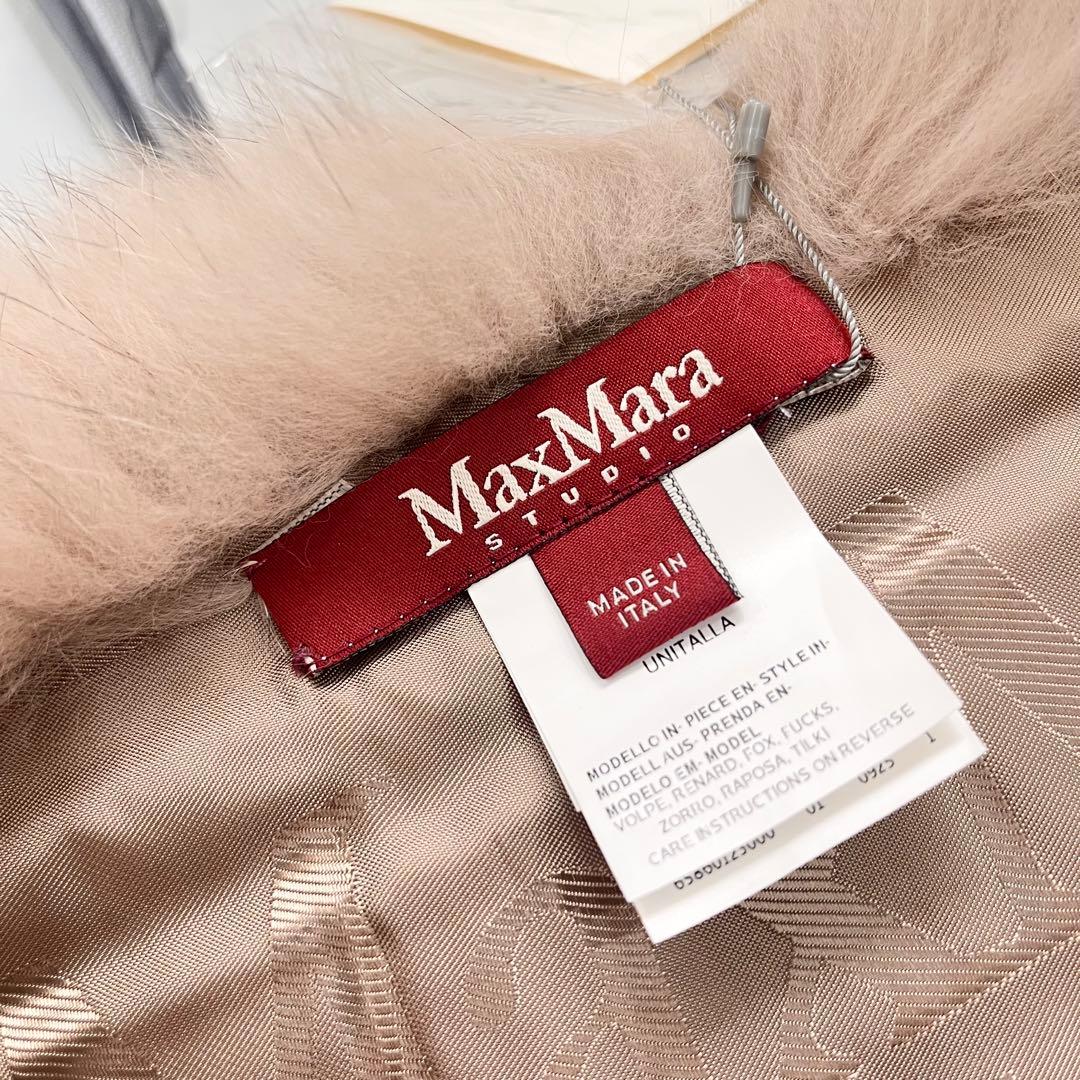 MaxMara
STUDIO
MADE IN
ITALY
UNITALLA
MODELLO IN- PIECE EN- STYLE IN-
MODELL AUS- PRENDA EN-
MODELO EM- MODEL
VOLPE, RENARD, FOX, FUCKS,
ZORRO, RAPOSA, TILKI
CARE INSTRUCTIONS ON REVERSE
01 0925 1